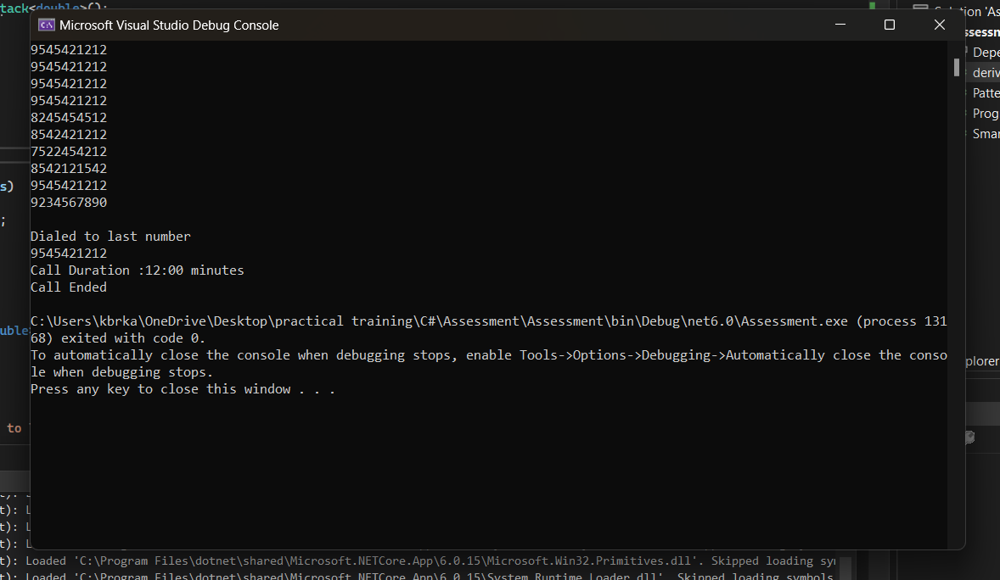 tack<double>();
Solution 'As
Microsoft Visual Studio Debug Console
ssessn
9545421212
Depe
9545421212
deriv
9545421212
Patte
9545421212
Prog
8245454512
Smar
8542421212
7522454212
8542121542
s)
9545421212
9234567890
;
Dialed to last number
9545421212
Call Duration :12:00 minutes
Call Ended
C:\Users\kbrka\OneDrive\Desktop\practical training\C#\Assessment\Assessment\bin\Debug\net6.0\Assessment.exe (process 131
uble
68) exited with code 0.
To automatically close the console when debugging stops, enable Tools->Options->Debugging->Automatically close the conso
plorer
le when debugging stops.
Press any key to close this window . . .
to
t): L
t): L
t): L
t): Loaded 'C:\Program Files\dotnet\shared\Microsoft.NETCore.App\6.0.15\Microsoft.Win32.Primitives.dll'. Skipped loading sy
t): Loaded 'C:\Program Files\dotnet\shared\Microsoft.NETCore.App\6.0.15\System.Runtime.Loader.dll'. Skipped loading symbols